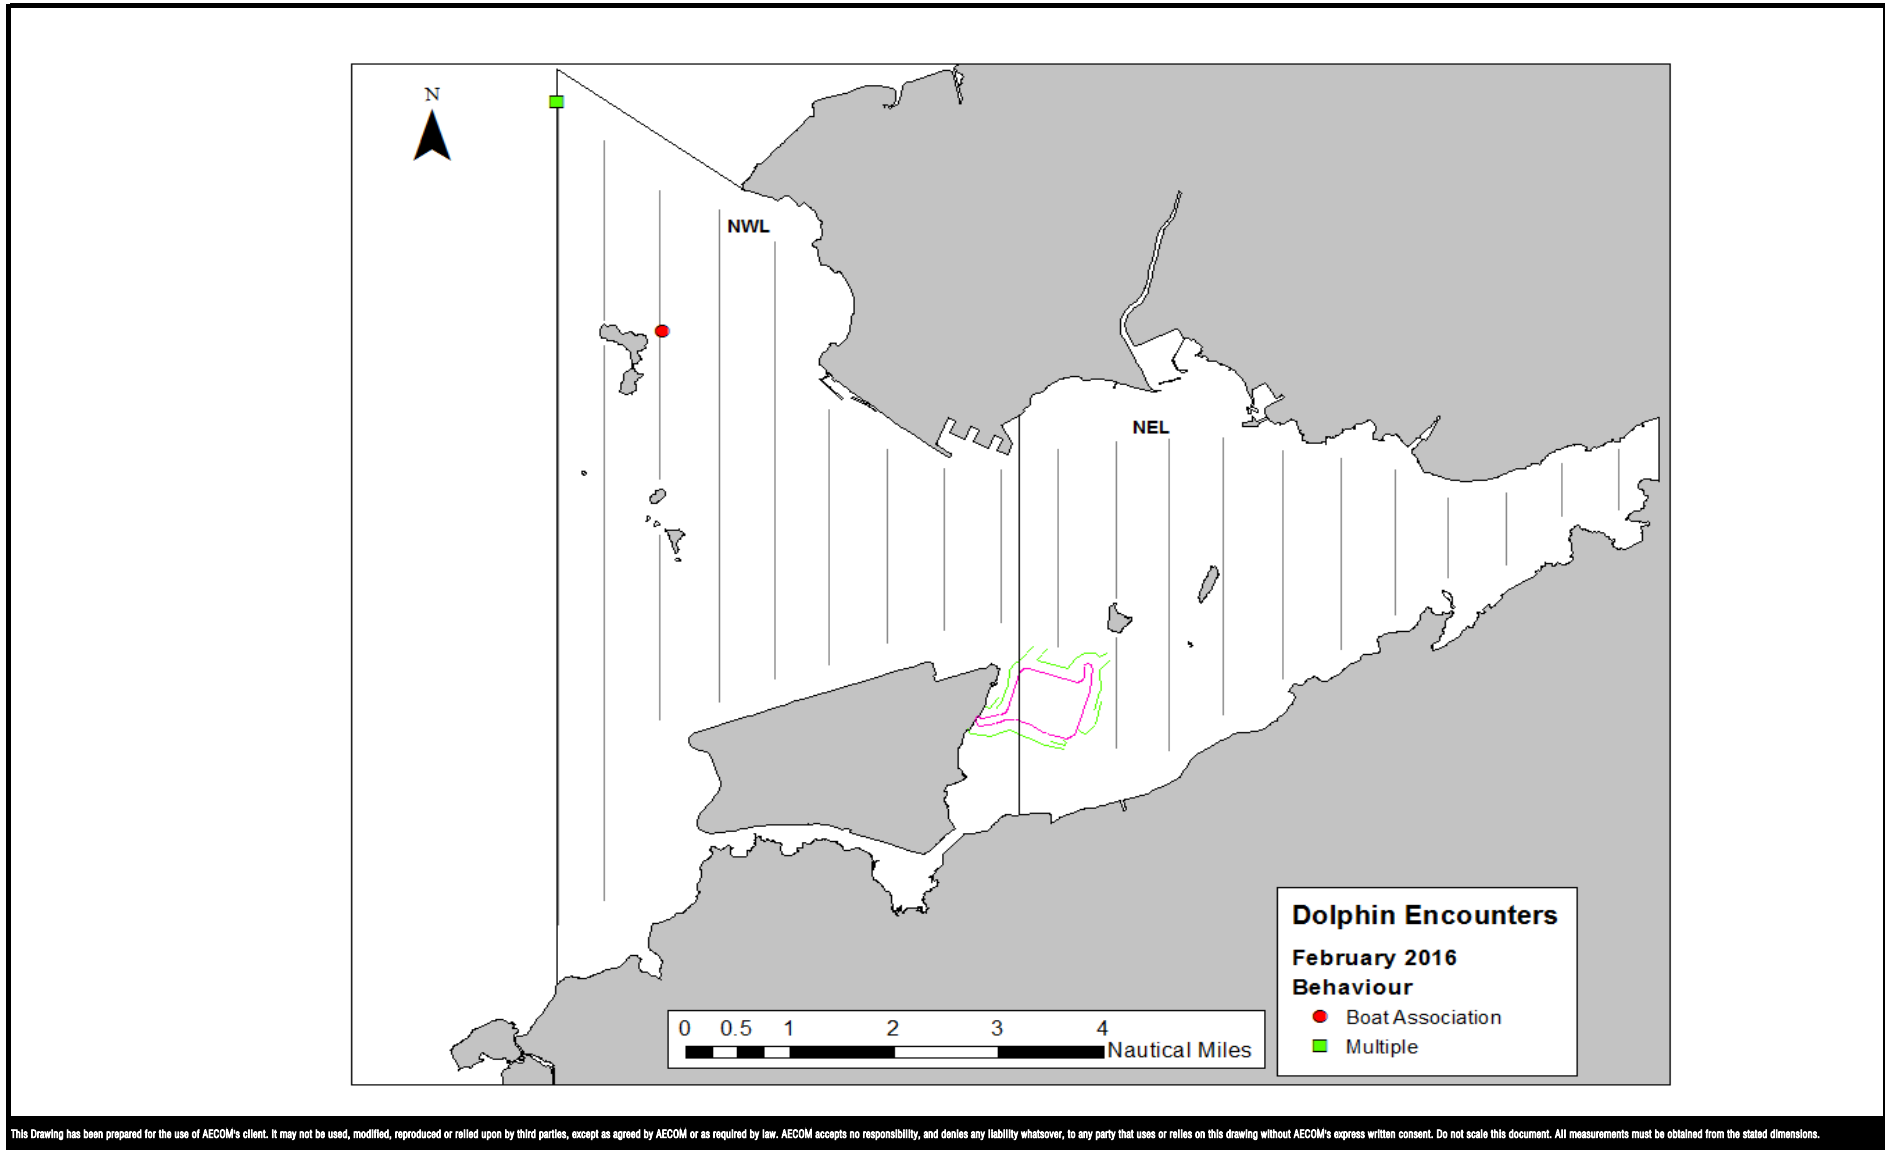 N
NWL
NEL
Dolphin Encounters
February 2016
Behaviour
Boat Association
Multiple
0 0.5 1 2 3 4
Nautical Miles
This Drawing has been prepared for the use of AECOM's client. It may not be used, modified, reproduced or relied upon by third parties, except as agreed by AECOM or as required by law. AECOM accepts no responsibility, and denies any liability whatsover, to any party that uses or relies on this drawing without AECOM's express written consent. Do not scale this document. All measurements must be obtained from the stated dimensions.